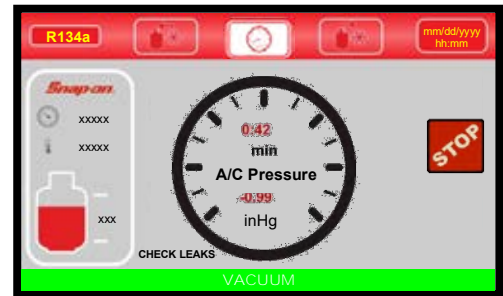 R134a
mm/dd/yyyy
hh:mm
Snap-on
xxxxx
xxxxx
xxx
0:42
min
A/C Pressure
-0.99
inHg
STOP
CHECK LEAKS
VACUUM